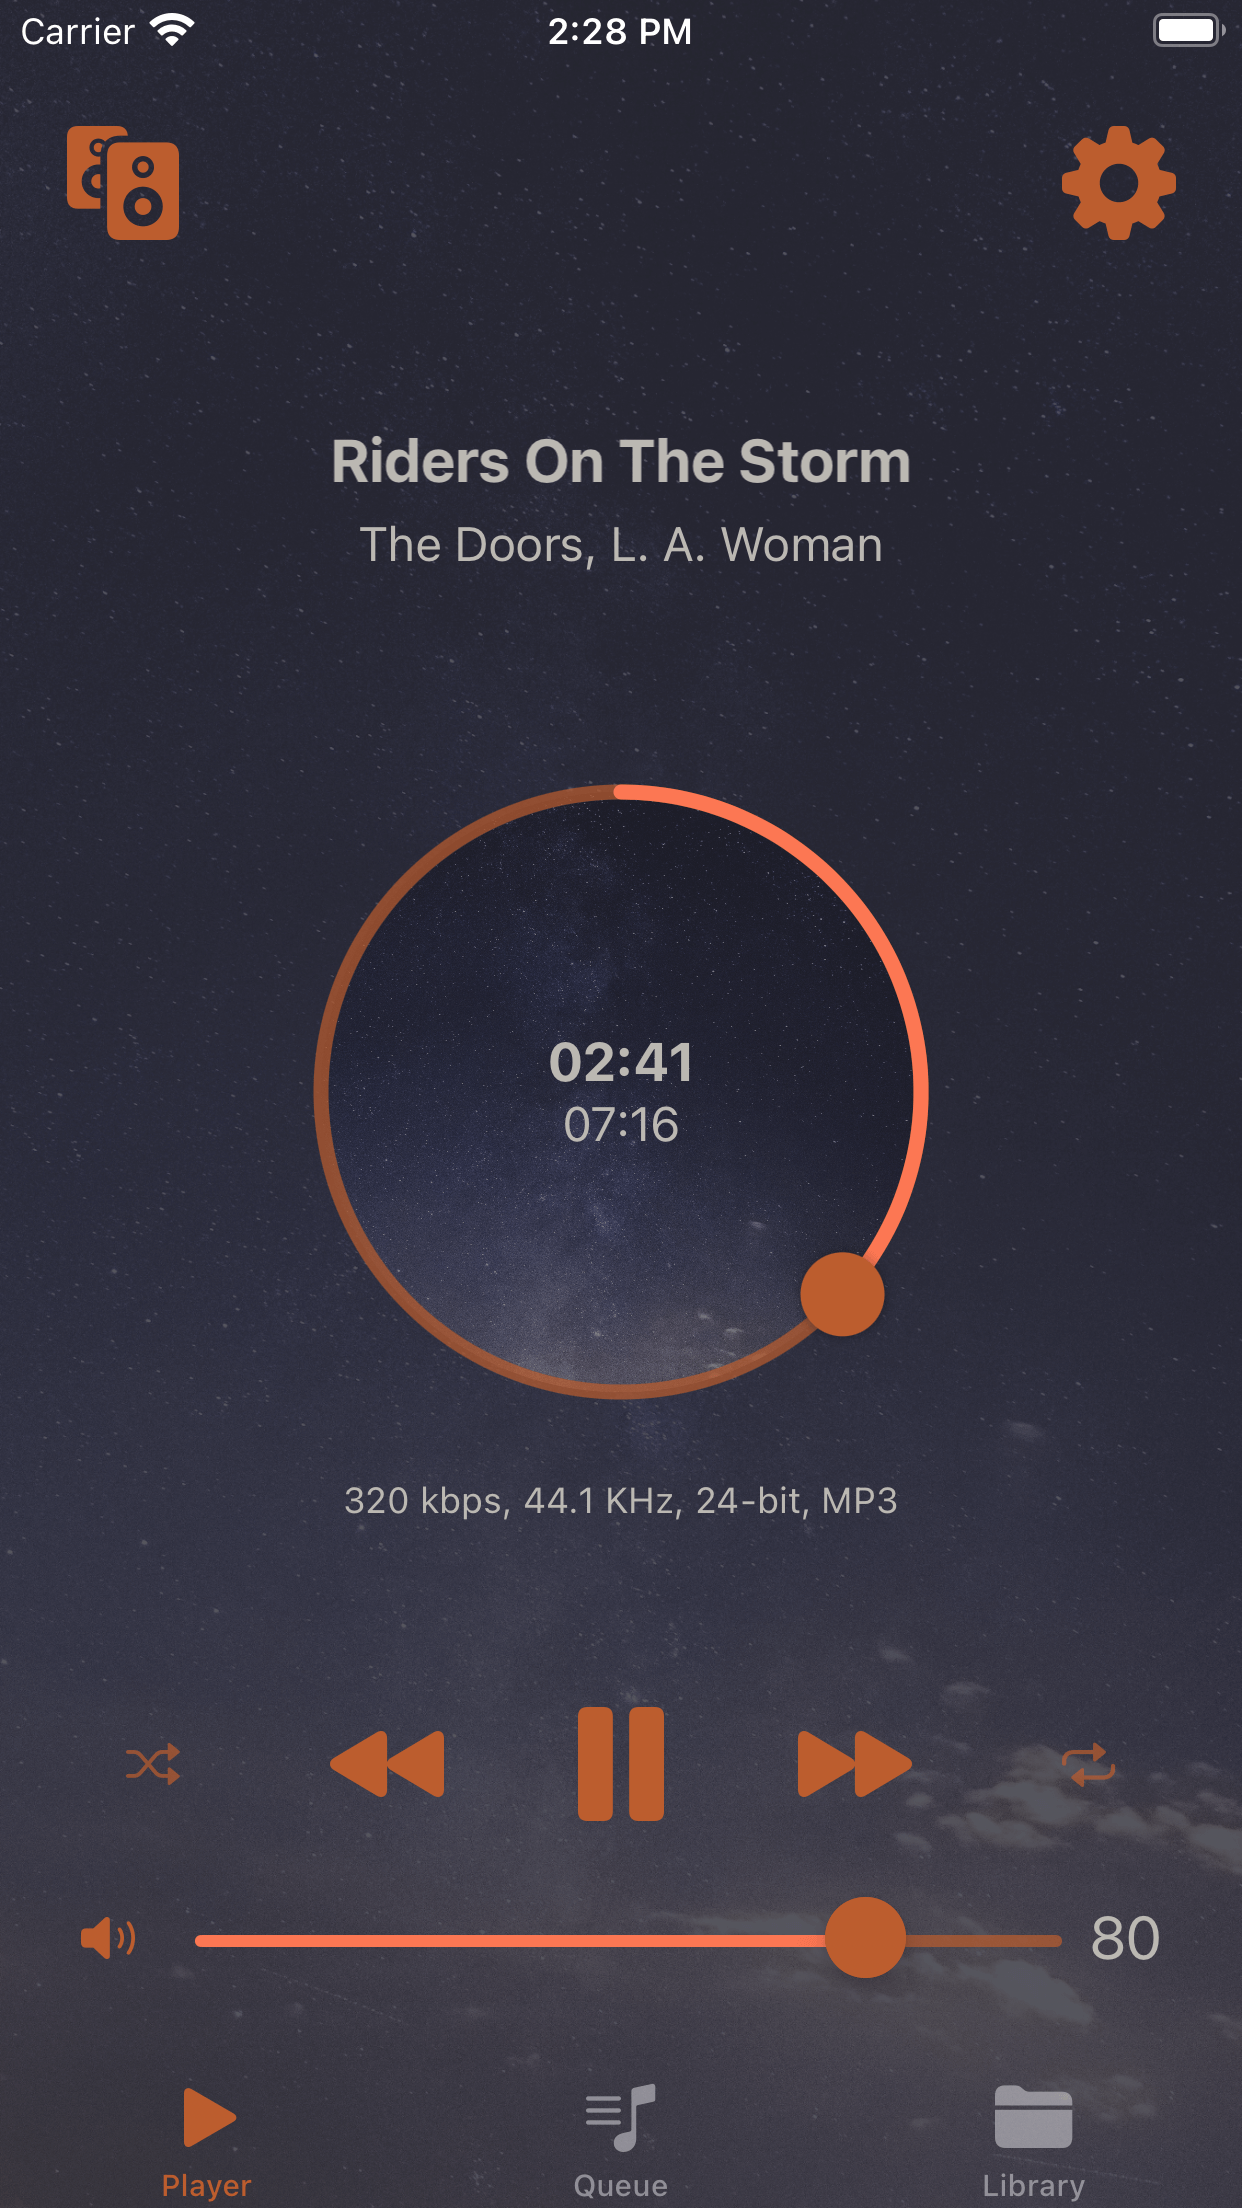 Carrier 2:28 PM
Riders On The Storm
The Doors, L. A. Woman
02:41
07:16
320 kbps, 44.1 KHz, 24-bit, MP3
80
Player Queue Library